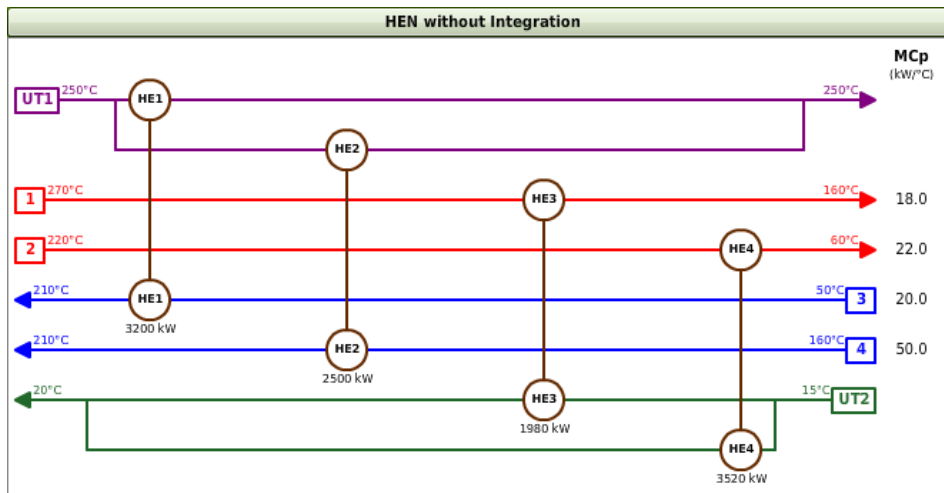 HEN without Integration
MCp
(kW/°C)
UT1 250°C HE1 250°C
HE2
1 270°C HE3 160°C 18.0
2 220°C HE4 60°C 22.0
210°C HE1 50°C 3 20.0
3200 kW
210°C HE2 160°C 4 50.0
2500 kW
20°C HE3 15°C UT2
1980 kW
HE4
3520 kW